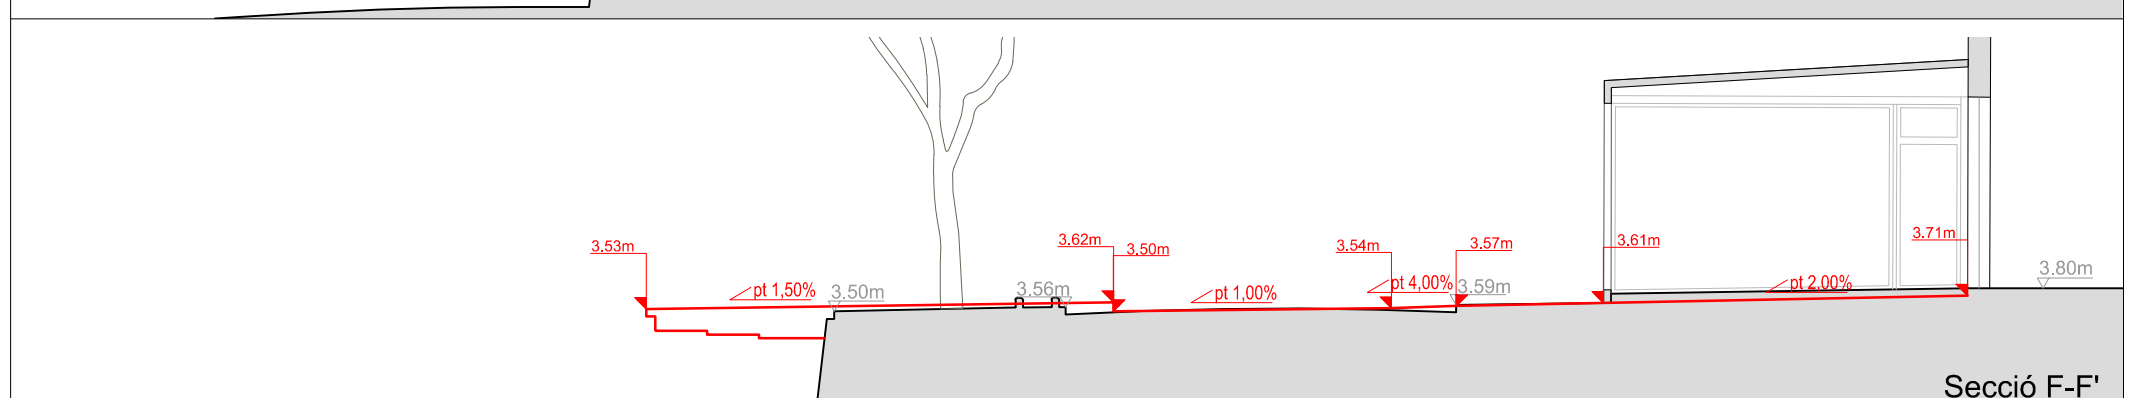 3.53m
pt 1,50%
3.50m
3.56m
3.62m
3.50m
pt 1,00%
3.54m
pt 4,00%
3.57m
3.59m
3.61m
pt 2,00%
3.71m
3.80m
Secció F-F'